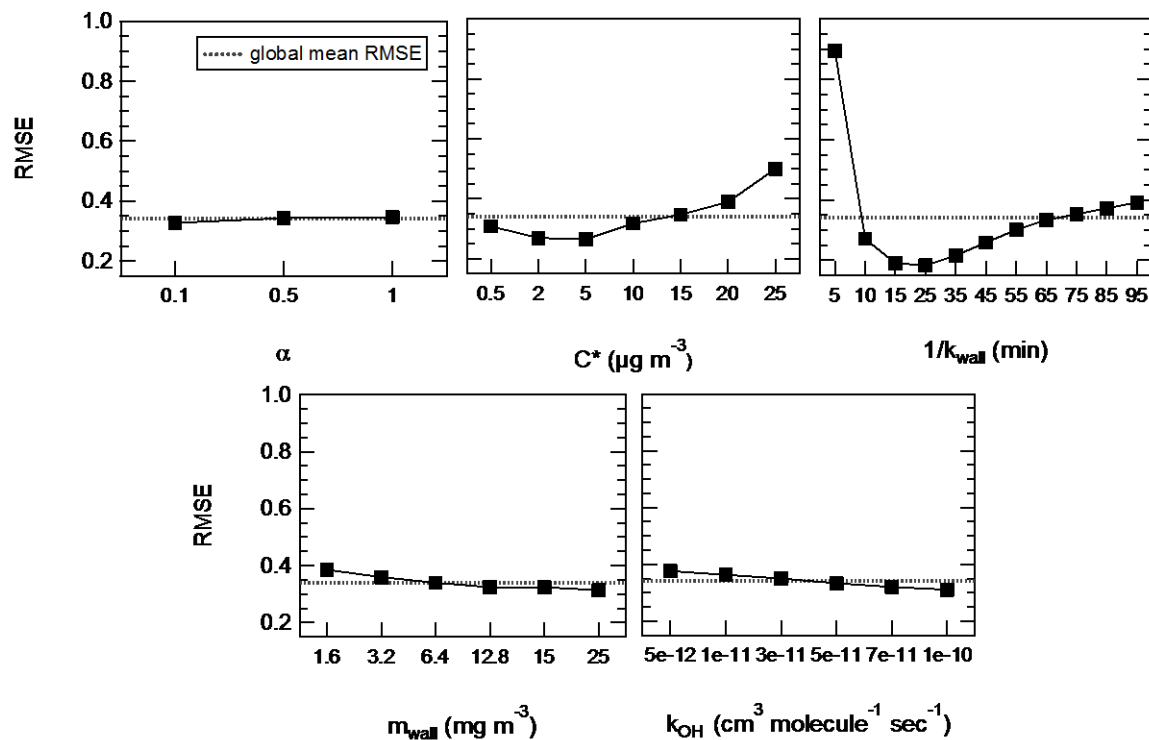 1.0
0.8
0.6
0.4
0.2
RMSE
global mean RMSE
0.1 0.5 1
α
0.5 2 5 10 15 20 25
C* (µg m⁻³)
5 10 15 25 35 45 55 65 75 85 95
1/k_wall (min)
1.0
0.8
0.6
0.4
0.2
RMSE
1.6 3.2 6.4 12.8 15 25
m_wall (mg m⁻³)
5e-12 1e-11 3e-11 5e-11 7e-11 1e-10
k_OH (cm³ molecule⁻¹ sec⁻¹)